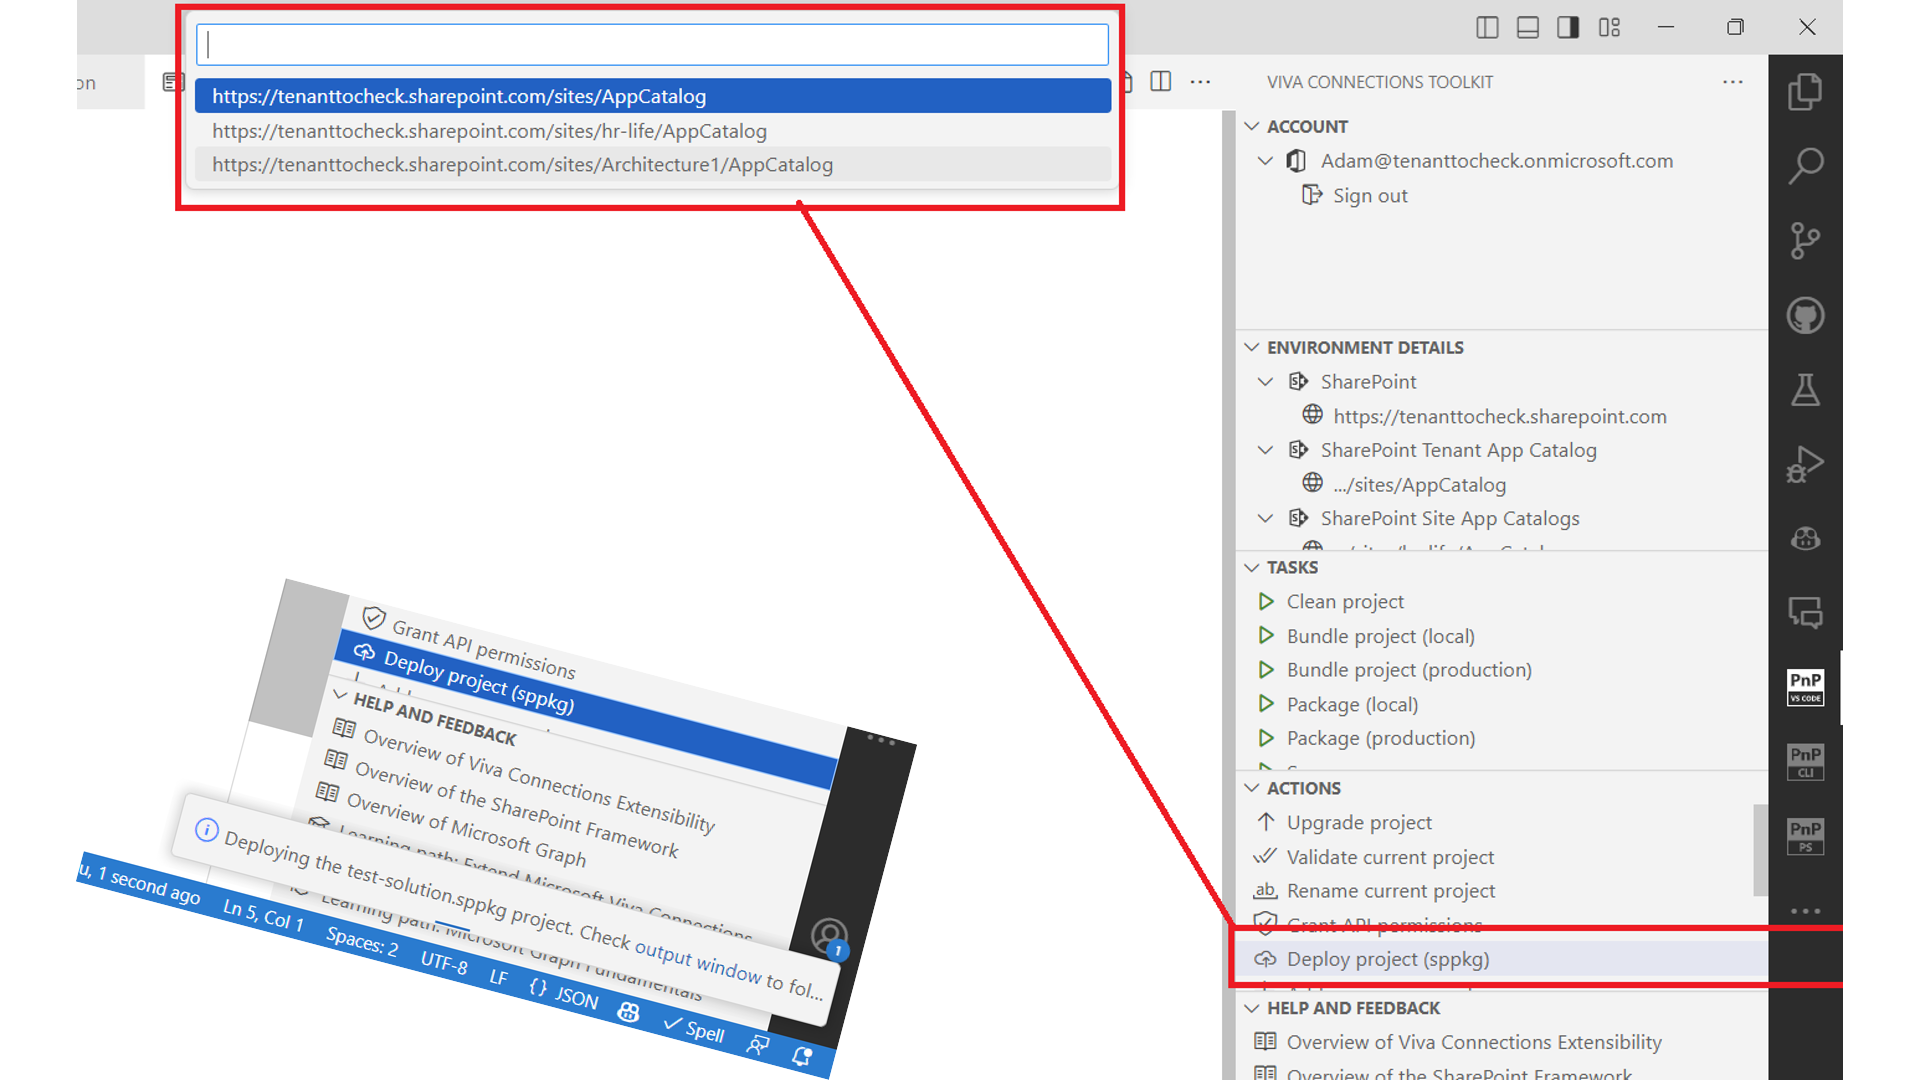 on
https://tenanttocheck.sharepoint.com/sites/AppCatalog
https://tenanttocheck.sharepoint.com/sites/hr-life/AppCatalog
https://tenanttocheck.sharepoint.com/sites/Architecture1/AppCatalog
VIVA CONNECTIONS TOOLKIT
ACCOUNT
Adam@tenanttocheck.onmicrosoft.com
Sign out
ENVIRONMENT DETAILS
SharePoint
https://tenanttocheck.sharepoint.com
SharePoint Tenant App Catalog
.../sites/AppCatalog
SharePoint Site App Catalogs
TASKS
Clean project
Bundle project (local)
Bundle project (production)
Package (local)
Package (production)
ACTIONS
Upgrade project
Validate current project
ab Rename current project
Grant API permissions
Deploy project (sppkg)
HELP AND FEEDBACK
Overview of Viva Connections Extensibility
Overview of the SharePoint Framework
PnP
VS CODE
PnP
CLI
PnP
PS
Grant API permissions
Deploy project (sppkg)
HELP AND FEEDBACK
Overview of Viva Connections Extensibility
Overview of the SharePoint Framework
Overview of Microsoft Graph
Learning path: Extend Microsoft Viva Connections
Deploying the test-solution.sppkg project. Check output window to fol...
Learning path: Microsoft Graph Fundamentals
1
u, 1 second ago Ln 5, Col 1 Spaces: 2 UTF-8 LF {} JSON Spell